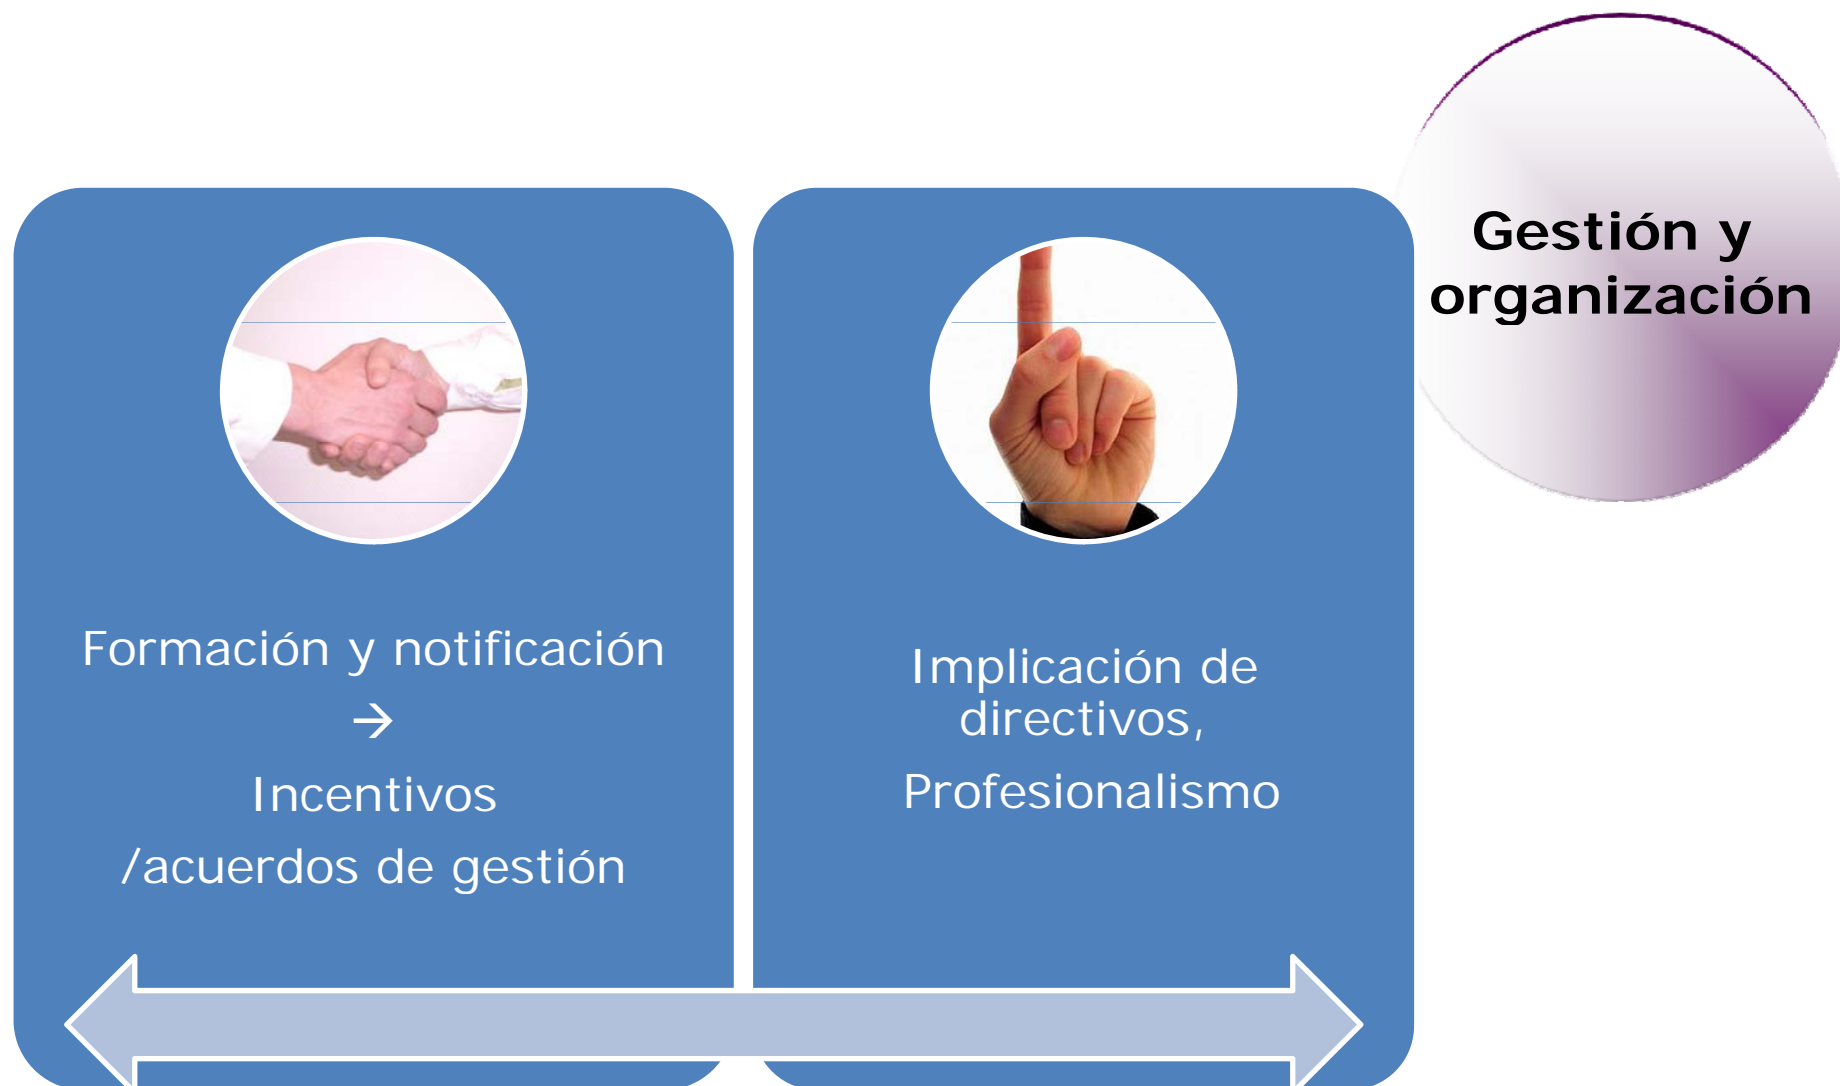 Gestión y
organización
Formación y notificación
→
Incentivos
/acuerdos de gestión
Implicación de
directivos,
Profesionalismo